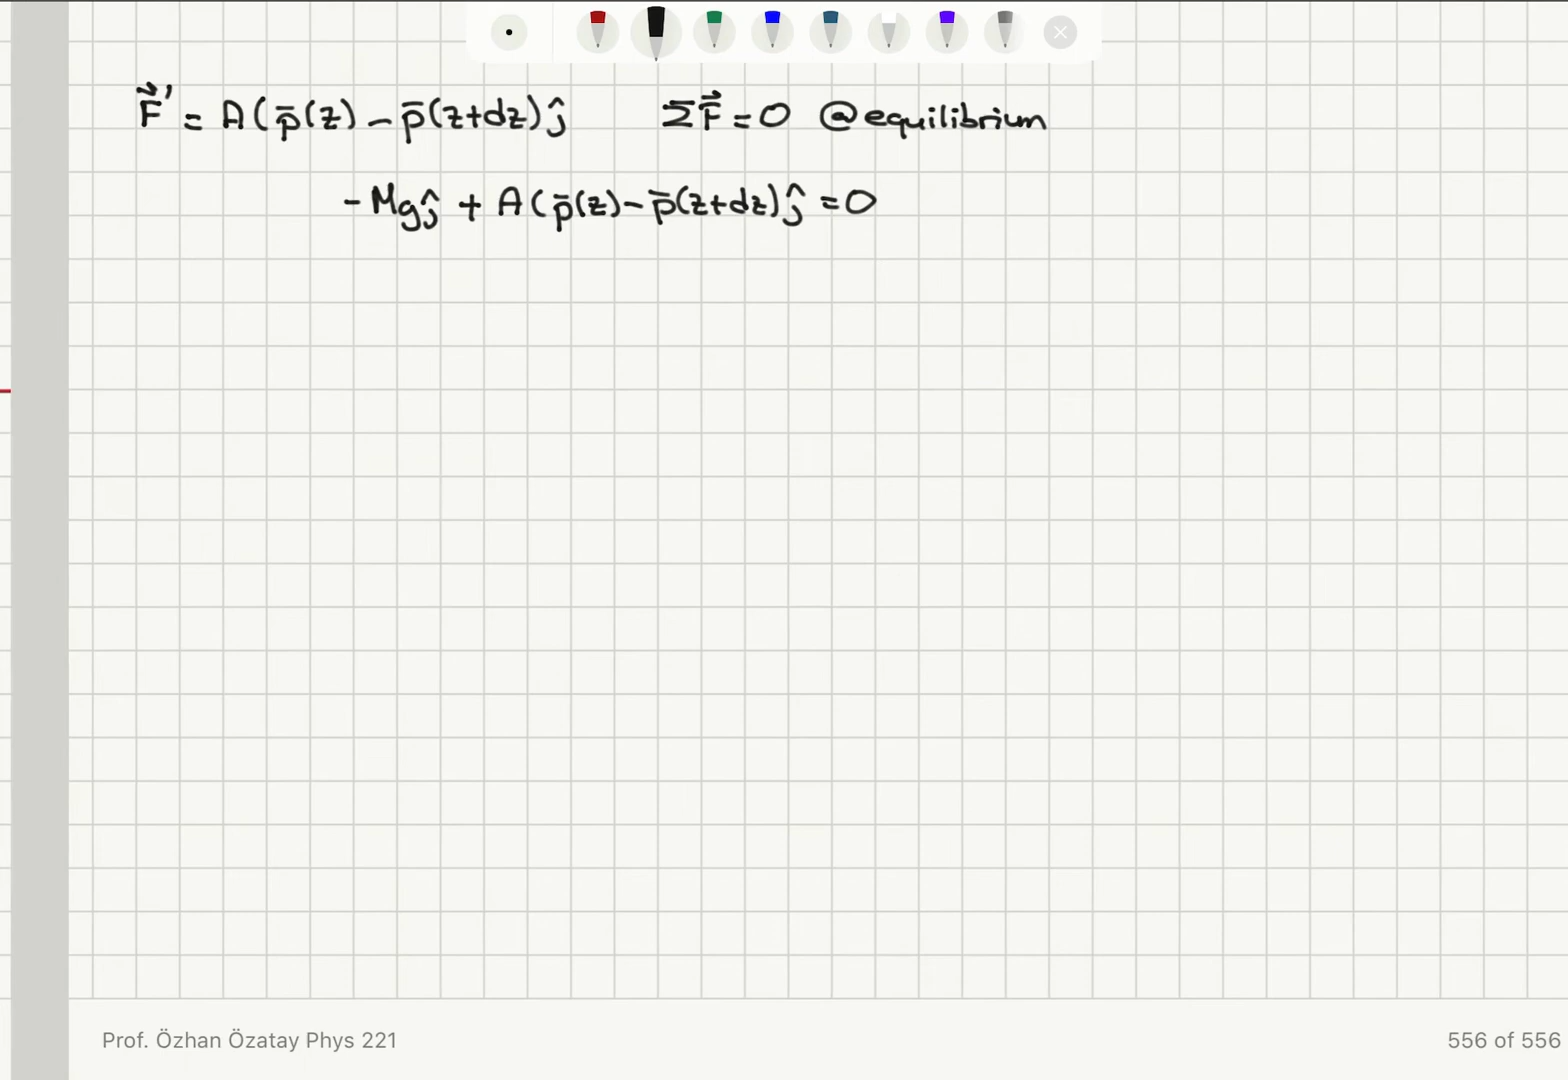 F⃗' = A(p̄(z) − p̄(z+dz)ĵ    ΣF⃗ = 0 @equilibrium
-Mgĵ + A(p̄(z) − p̄(z+dz)ĵ = 0
Prof. Özhan Özatay Phys 221    556 of 556